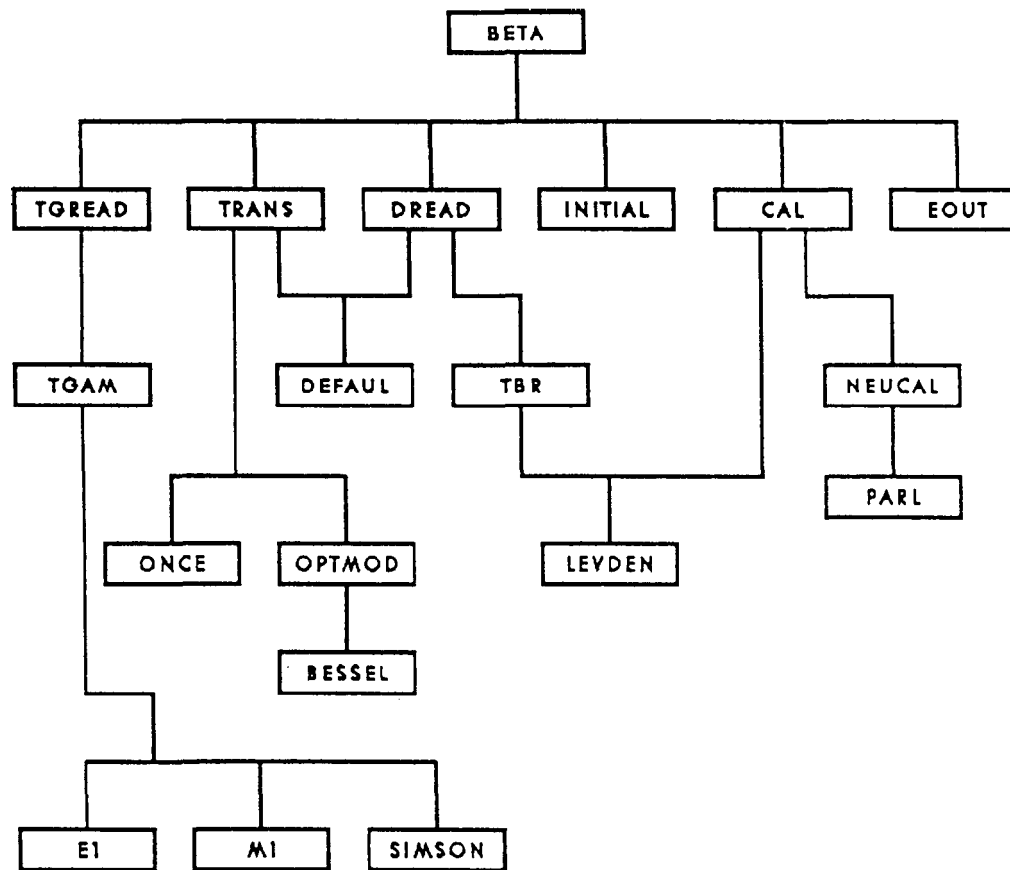 BETA
TGREAD TRANS DREAD INITIAL CAL EOUT
TGAM DEFAUL TBR NEUCAL
PARL
ONCE OPTMOD LEVDEN
BESSEL
E1 M1 SIMSON